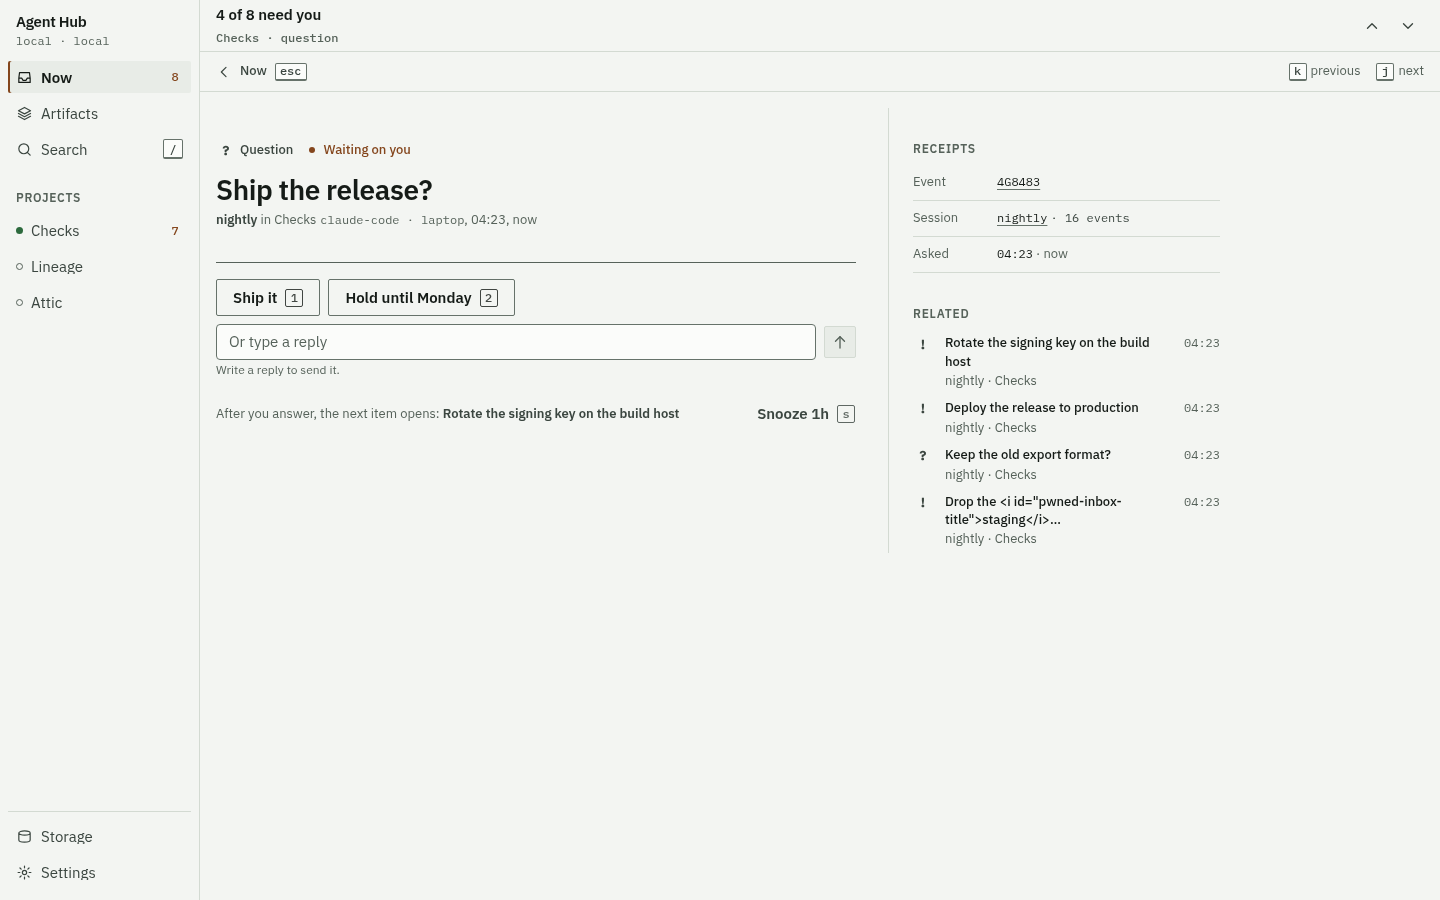 Agent Hub
local · local
Now 8
Artifacts
Search /
PROJECTS
Checks 7
Lineage
Attic
Storage
Settings
4 of 8 need you
Checks · question
Now esc
k previous j next
? Question Waiting on you
Ship the release?
nightly in Checks claude-code · laptop, 04:23, now
Ship it 1 Hold until Monday 2
Or type a reply
Write a reply to send it.
After you answer, the next item opens: Rotate the signing key on the build host Snooze 1h s
RECEIPTS
Event 4G8483
Session nightly · 16 events
Asked 04:23 · now
RELATED
! Rotate the signing key on the build 04:23
host
nightly · Checks
! Deploy the release to production 04:23
nightly · Checks
? Keep the old export format? 04:23
nightly · Checks
! Drop the <i id="pwned-inbox- 04:23
title">staging</i>…
nightly · Checks